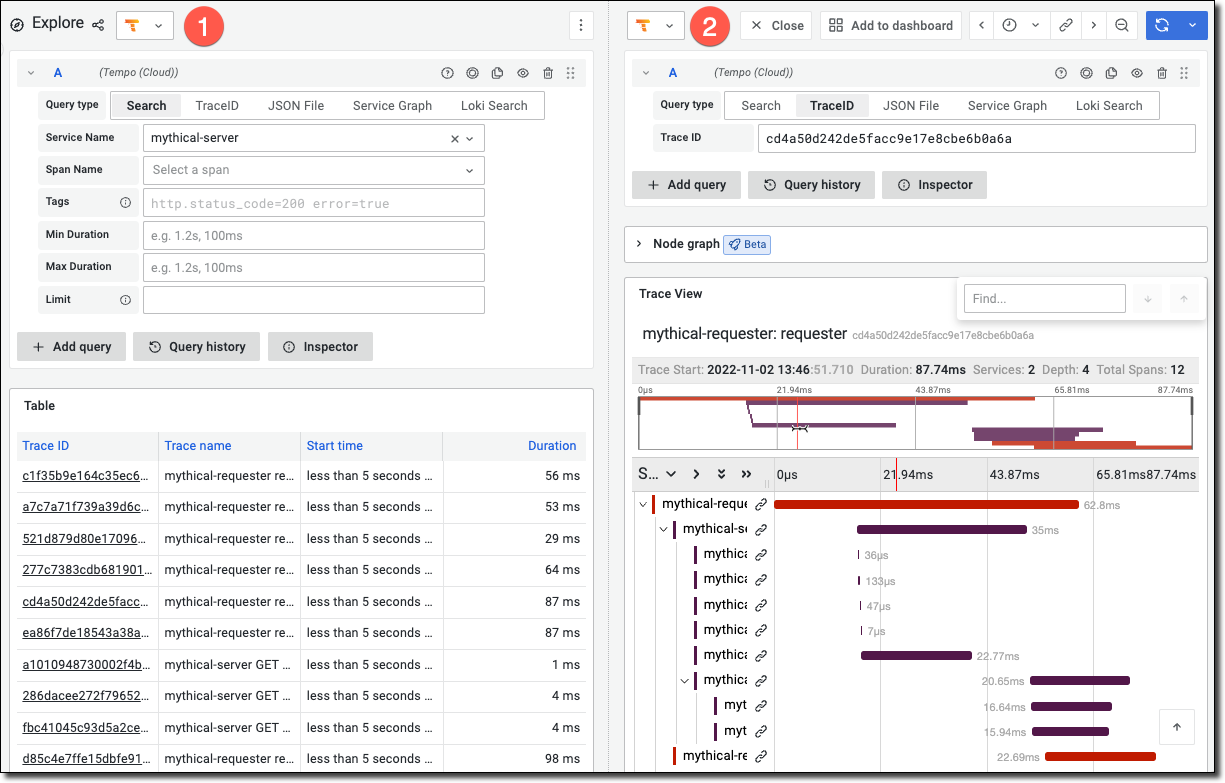 Explore
1
A (Tempo (Cloud))
Query type Search TraceID JSON File Service Graph Loki Search
Service Name mythical-server
Span Name Select a span
Tags http.status_code=200 error=true
Min Duration e.g. 1.2s, 100ms
Max Duration e.g. 1.2s, 100ms
Limit
+ Add query Query history Inspector
Table
Trace ID Trace name Start time Duration
c1f35b9e164c35ec6... mythical-requester re... less than 5 seconds ... 56 ms
a7c7a71f739a39d6c... mythical-requester re... less than 5 seconds ... 53 ms
521d879d80e17096... mythical-requester re... less than 5 seconds ... 29 ms
277c7383cdb681901... mythical-requester re... less than 5 seconds ... 64 ms
cd4a50d242de5facc... mythical-requester re... less than 5 seconds ... 87 ms
ea86f7de18543a38a... mythical-requester re... less than 5 seconds ... 87 ms
a1010948730002f4b... mythical-server GET ... less than 5 seconds ... 1 ms
286dacee272f79652... mythical-server GET ... less than 5 seconds ... 4 ms
fbc41045c93d5a2ce... mythical-server GET ... less than 5 seconds ... 4 ms
d85c4e7ffe15dbfe91... mythical-requester re... less than 5 seconds ... 98 ms
2 Close Add to dashboard
A (Tempo (Cloud))
Query type Search TraceID JSON File Service Graph Loki Search
Trace ID cd4a50d242de5facc9e17e8cbe6b0a6a
+ Add query Query history Inspector
Node graph Beta
Trace View Find...
mythical-requester: requester cd4a50d242de5facc9e17e8cbe6b0a6a
Trace Start: 2022-11-02 13:46:51.710 Duration: 87.74ms Services: 2 Depth: 4 Total Spans: 12
0μs 21.94ms 43.87ms 65.81ms 87.74ms
S... 0μs 21.94ms 43.87ms 65.81ms87.74ms
mythical-reque 62.8ms
mythical-se 35ms
mythica 36μs
mythica 133μs
mythica 47μs
mythica 7μs
mythica 22.77ms
mythica 20.65ms
myt 16.64ms
myt 15.94ms
mythical-re 22.69ms